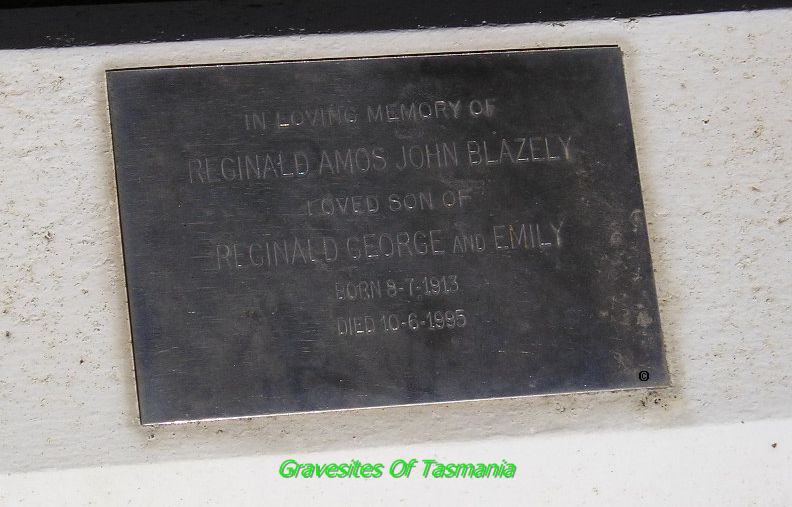 IN LOVING MEMORY OF
REGINALD AMOS JOHN BLAZELY
LOVED SON OF
REGINALD GEORGE AND EMILY
BORN 8-7-1913
DIED 10-6-1995
©
Gravesites Of Tasmania